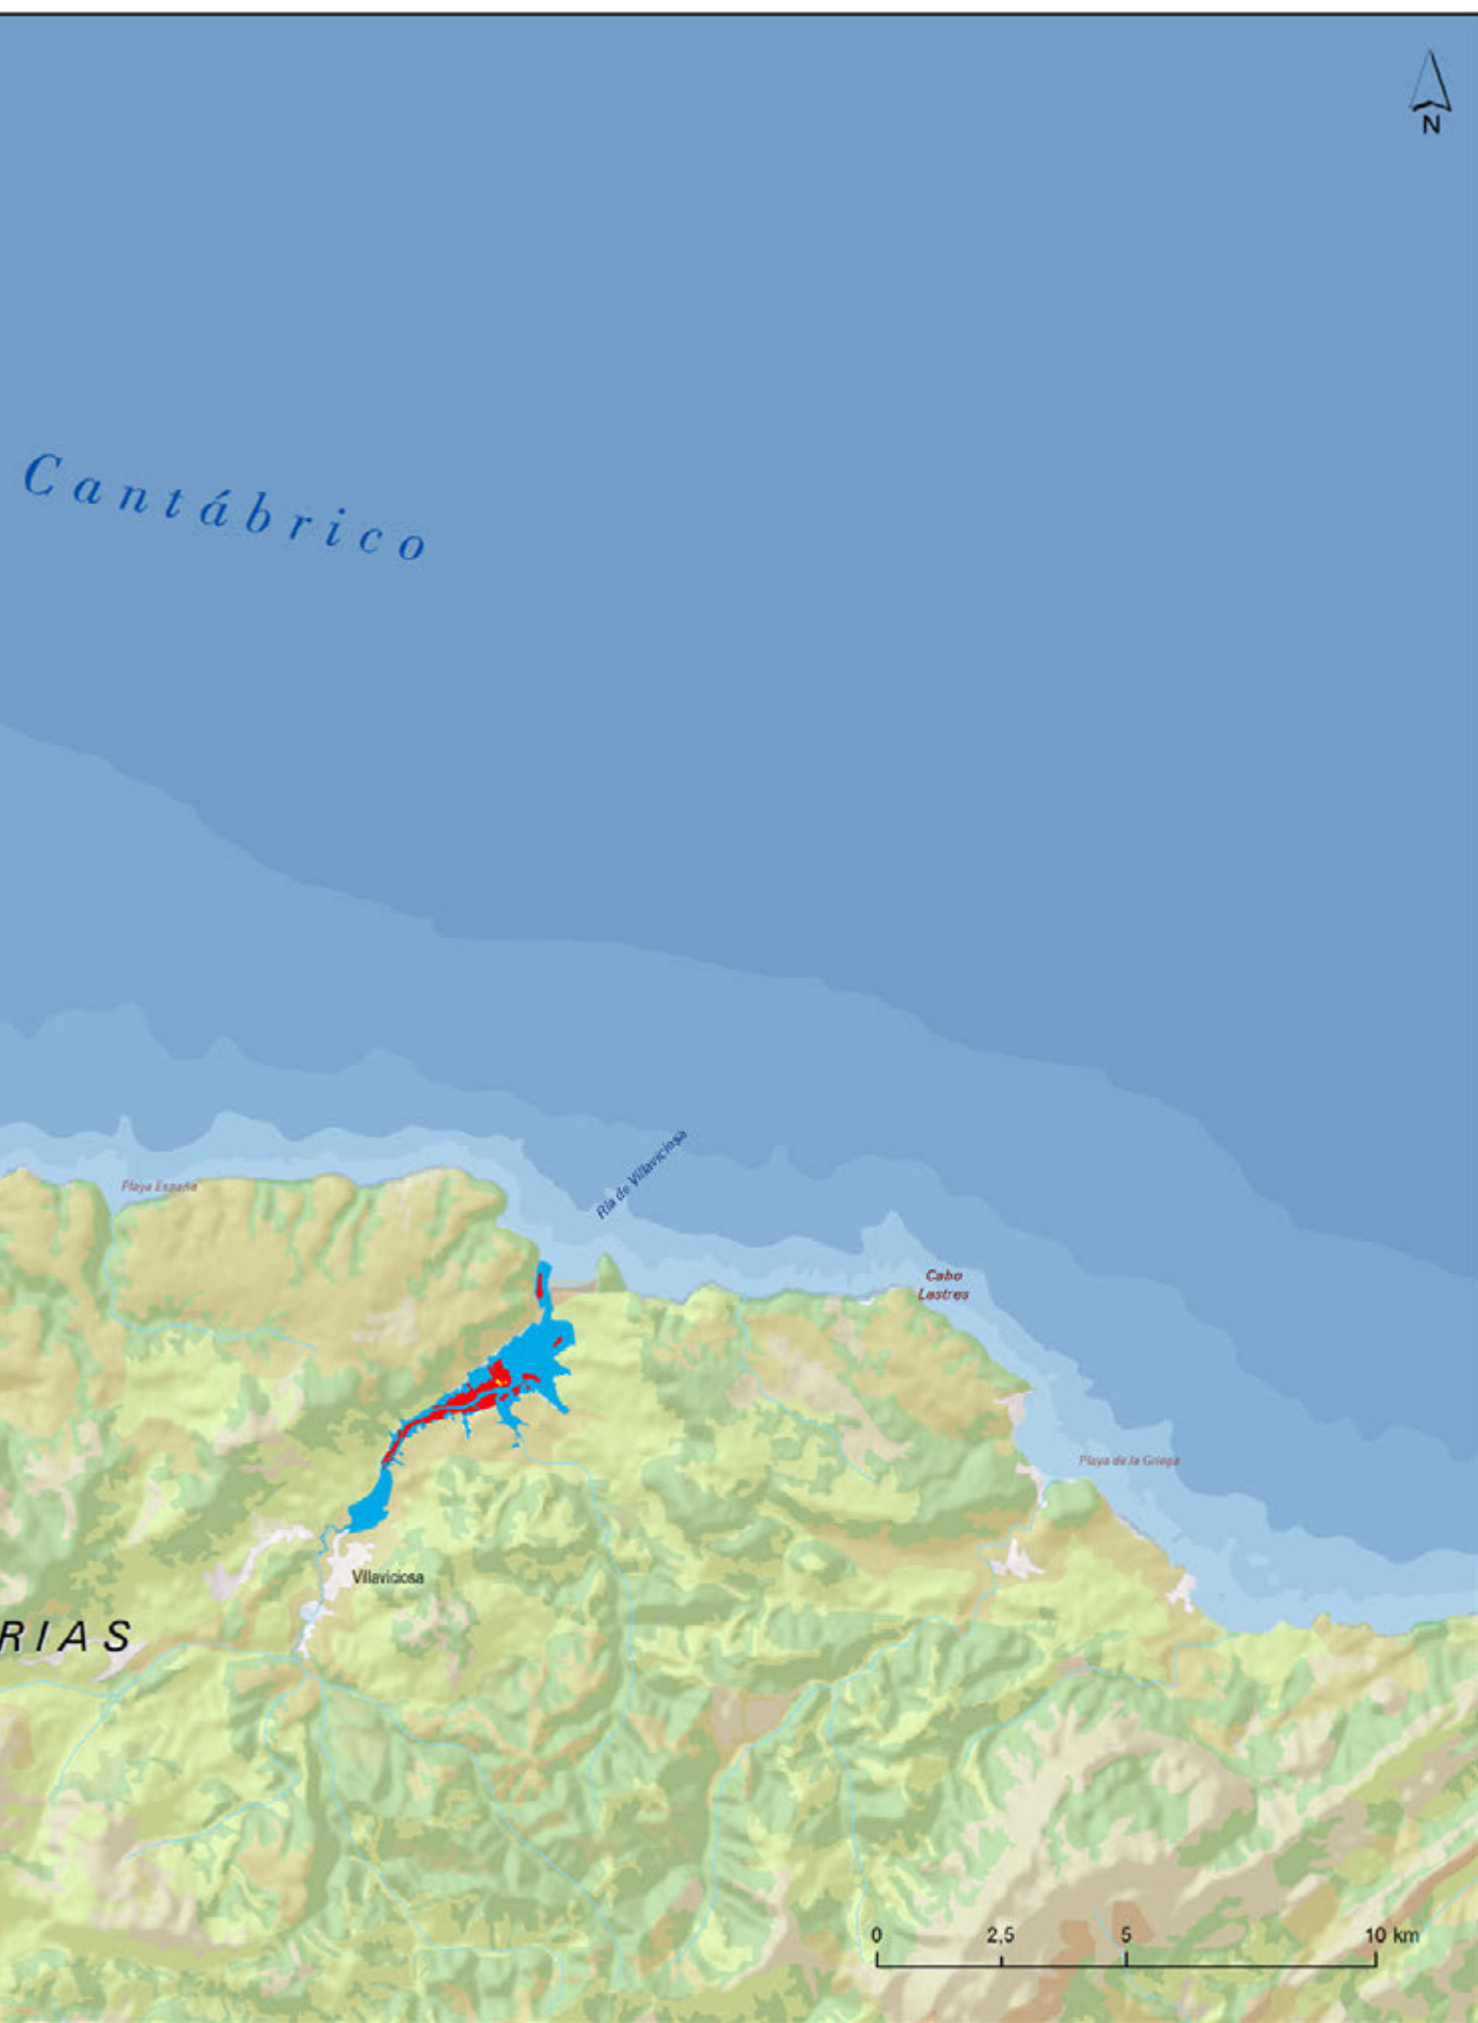 N
Cantábrico
Ría de Villaviciosa
Playa España
Cabo
Lastres
Playa de la Griega
Villaviciosa
RIAS
0 2,5 5 10 km